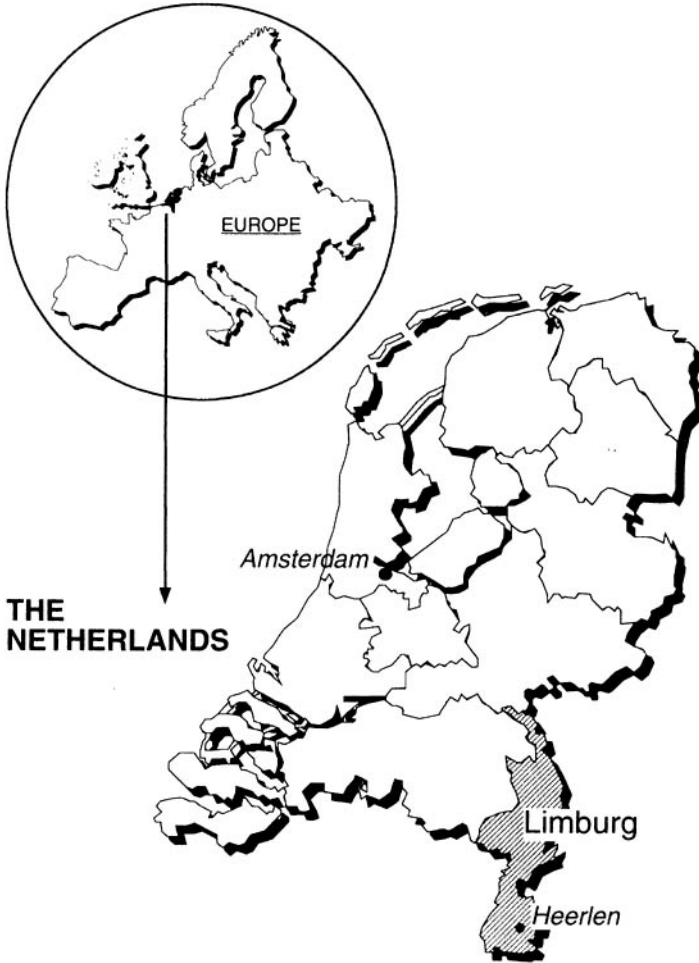 EUROPE
Amsterdam
THE
NETHERLANDS
Limburg
Heerlen